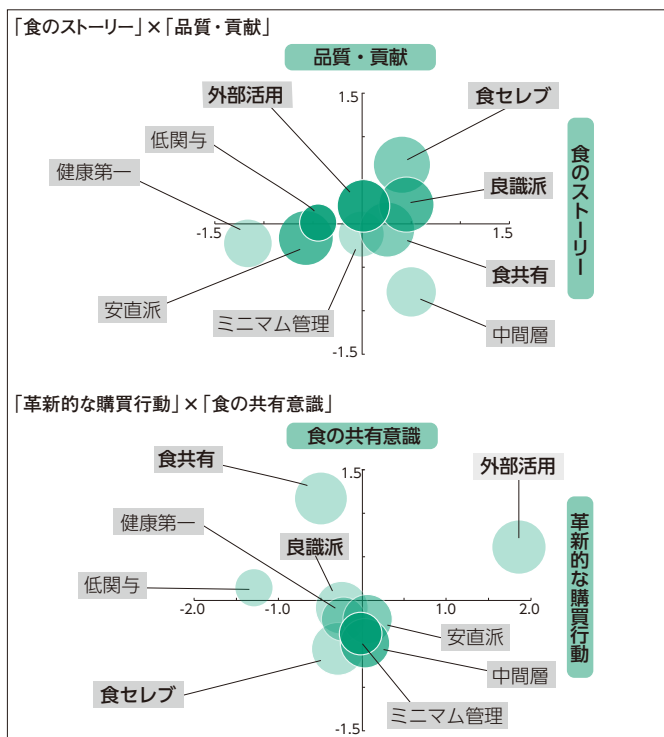 「食のストーリー」×「品質・貢献」
品質・貢献
1.5
外部活用
食セレブ
低関与
健康第一
良識派
食のストーリー
-1.5
1.5
食共有
安直派
ミニマム管理
中間層
-1.5
「革新的な購買行動」×「食の共有意識」
食の共有意識
食共有
1.5
外部活用
健康第一
良識派
革新的な購買行動
低関与
-2.0
-1.0
1.0
2.0
安直派
中間層
食セレブ
ミニマム管理
-1.5